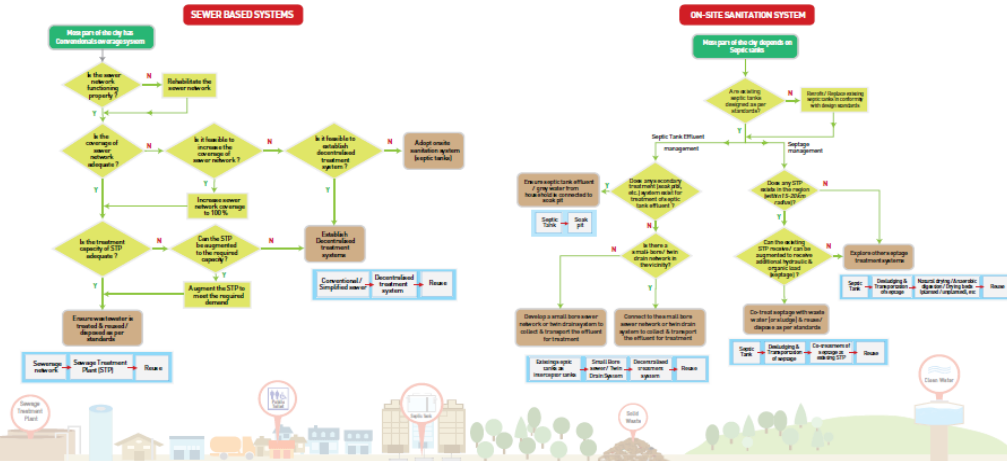 SEWER BASED SYSTEMS
More part of the city has
Conventional sewerage system
Is the sewer
network
functioning
properly ?
N
Rehabilitate the
sewer network
Y
Is the
coverage of
sewer network
adequate ?
N
Is it feasible to
increase the
coverage of
sewer network ?
N
Is it feasible to
establish
decentralised
treatment
system ?
N
Adopt onsite
sanitation system
(septic tanks)
Y
Y
Y
Increase sewer
network coverage
to 100%
Is the treatment
capacity of STP
adequate ?
N
Can the STP
be augmented
to the required
capacity ?
N
Establish
Decentralised
treatment
systems
Y
Y
Augment the STP to
meet the required
demand
Conventional /
Simplified sewer
Decentralised
treatment
system
Reuse
Ensure wastewater is
treated & reused /
disposed as per
standards
Sewerage
network
Sewage Treatment
Plant (STP)
Reuse
ON-SITE SANITATION SYSTEM
More part of the city depends on
Septic tanks
Are existing
septic tanks
designed as per
standards?
N
Retrofit / Replace existing
septic tanks in conformity
with design standards
Y
Septic Tank Effluent
management
Septage
management
Ensure septic tank effluent
/ grey water from
household is connected to
soak pit
Y
Does any secondary
treatment (soak pits,
etc.) system exist for
treatment of septic
tank effluent ?
Septic
Tank
Soak
pit
N
Is there a
small-bore / twin
drain network in
the vicinity?
N
Y
Develop a small bore sewer
network or twin drain system to
collect & transport the effluent
for treatment
Connect to the small bore
sewer network or twin drain
system to collect & transport
the effluent for treatment
Existing septic
tanks as
interceptor tanks
Small Bore
sewer/ Twin
Drain System
Decentralised
treatment
system
Reuse
Does any STP
exists in the region
(within 15-20 km
radius)?
N
Y
Can the existing
STP receive / can be
augmented to receive
additional hydraulic &
organic load
(septage) ?
N
Explore other septage
treatment systems
Y
Septic
Tank
Desludging &
Transportation
of septage
Natural drying /Anaerobic
digestion / Drying beds
(planted / unplanted), etc
Reuse
Co-treat septage with waste
water (or sludge) & reuse /
dispose as per standards
Septic
Tank
Desludging &
Transportation
of septage
Co-treatment of
septage at
existing STP
Reuse
Sewage
Treatment
Plant
Septic tank
Solid
Waste
Clean Water